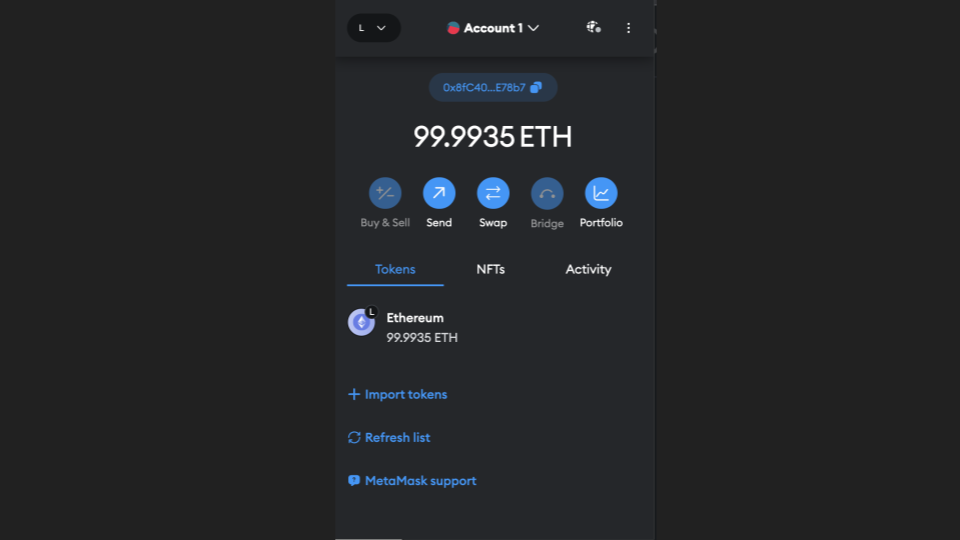 L
Account 1
0x8fC40...E78b7
99.9935 ETH
Buy & Sell
Send
Swap
Bridge
Portfolio
Tokens
NFTs
Activity
L
Ethereum
99.9935 ETH
Import tokens
Refresh list
MetaMask support